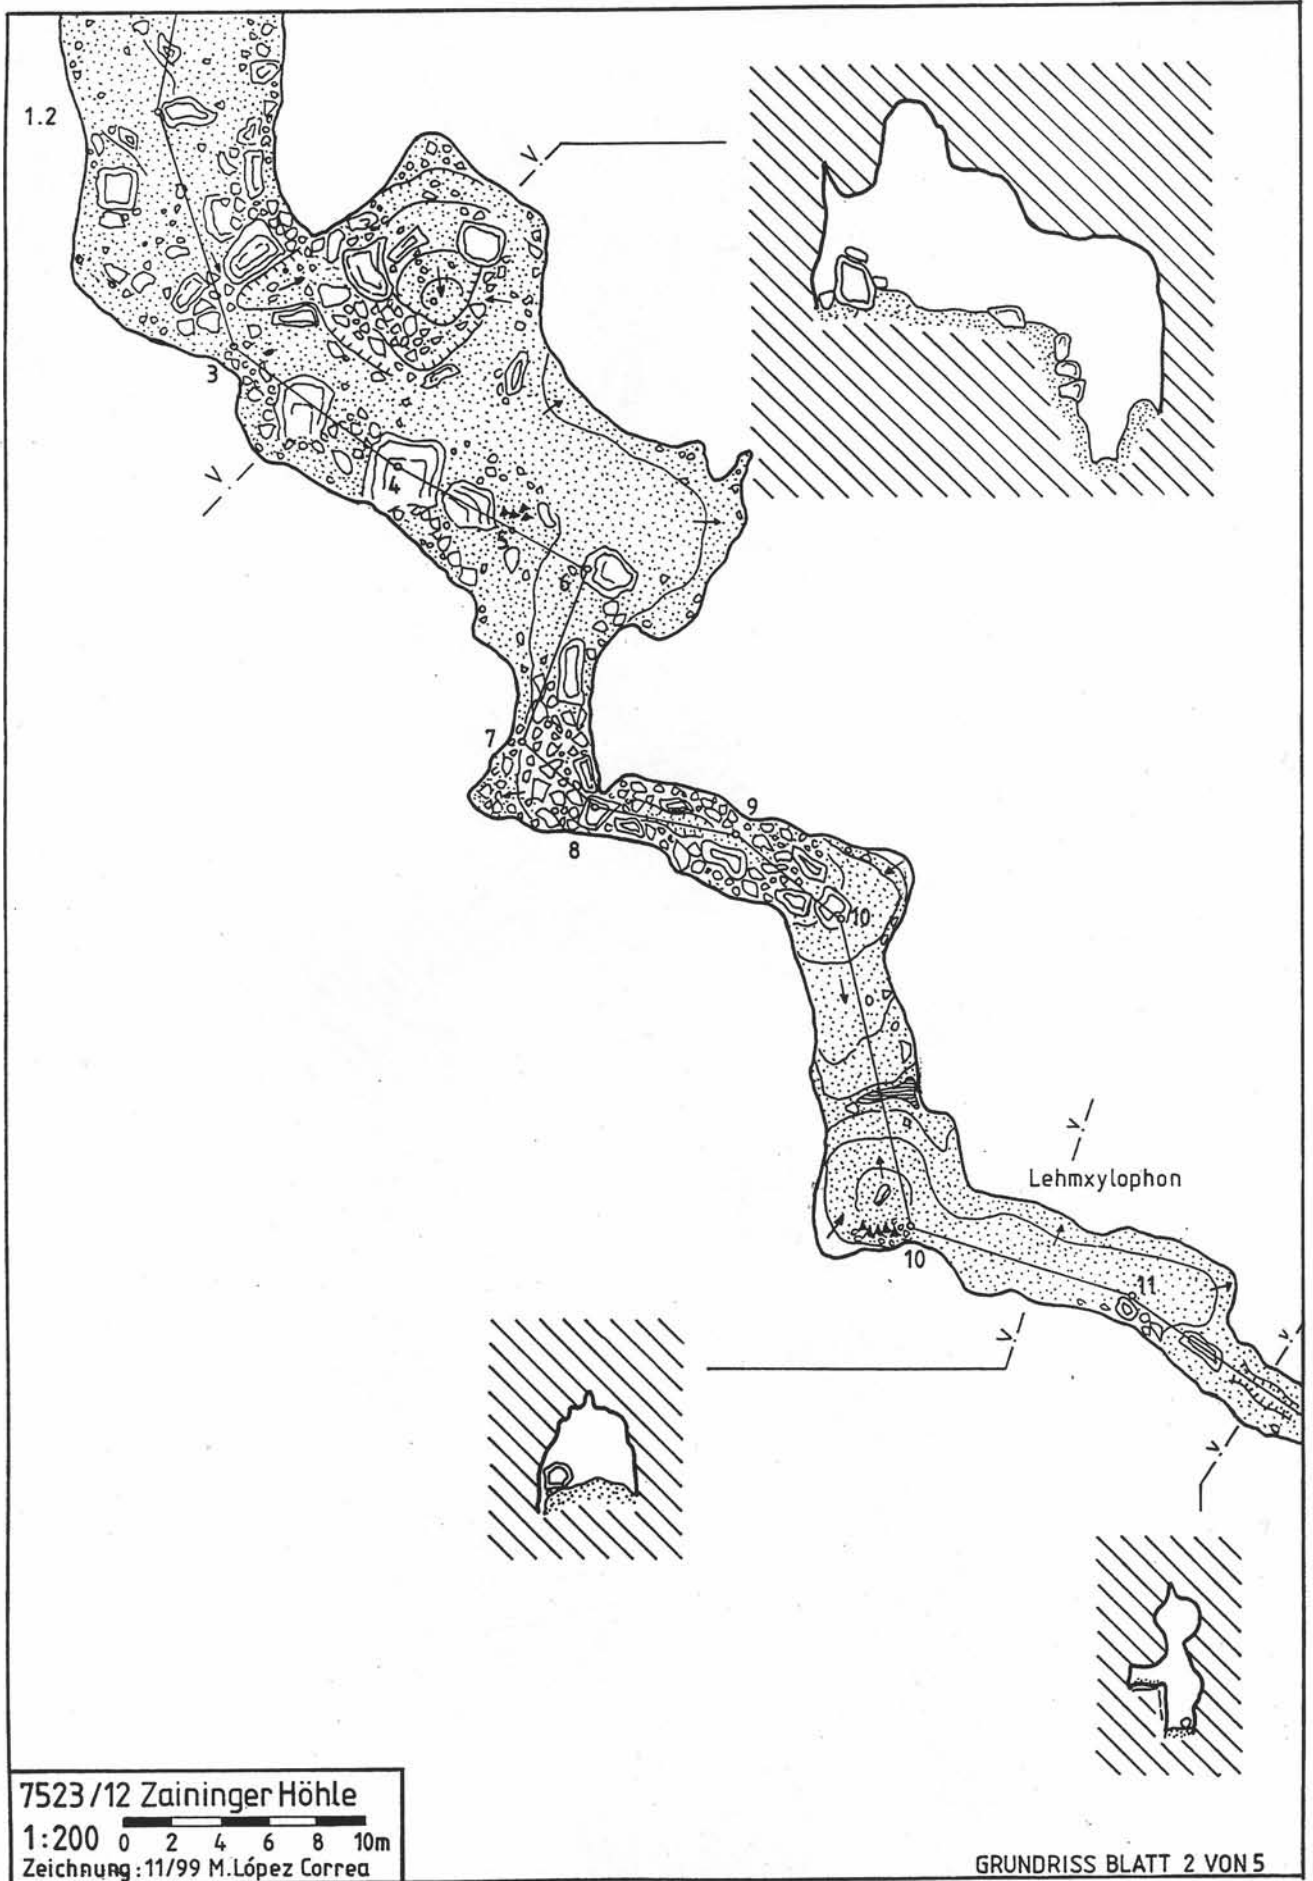 1.2
V
3
V
4
5
6
7
9
8
10
V
Lehmxylophon
10
11
V
V
V
7523/12 Zaininger Höhle
1:200 0 2 4 6 8 10m
Zeichnung: 11/99 M. López Correa
GRUNDRISS BLATT 2 VON 5